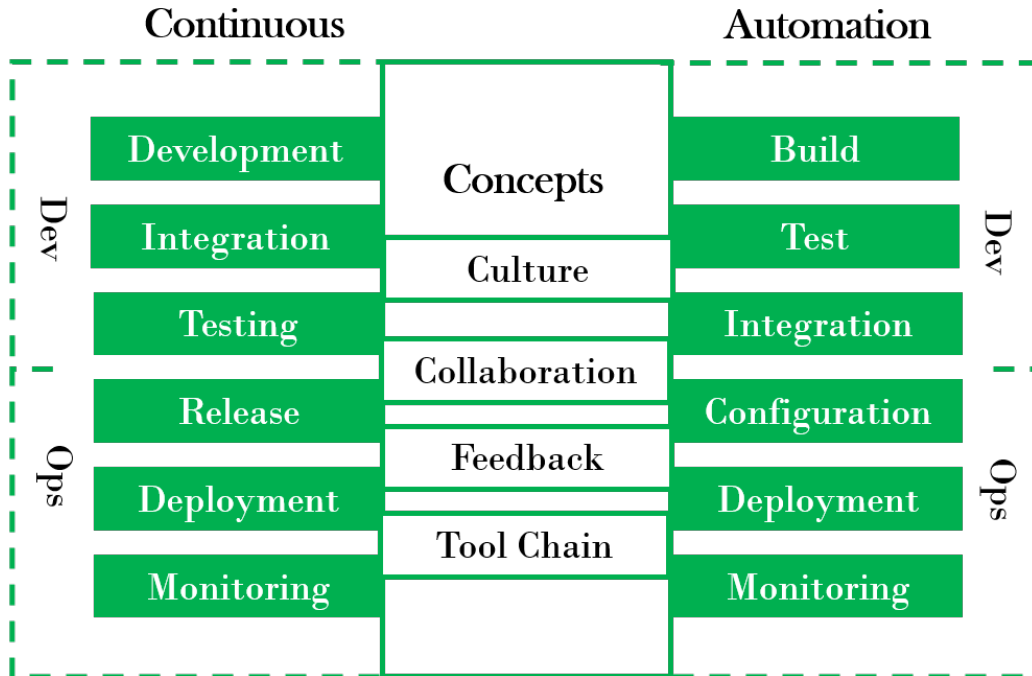 Continuous
Automation
Dev
Development
Integration
Testing
Ops
Release
Deployment
Monitoring
Concepts
Culture
Collaboration
Feedback
Tool Chain
Build
Test
Integration
Dev
Configuration
Deployment
Monitoring
Ops